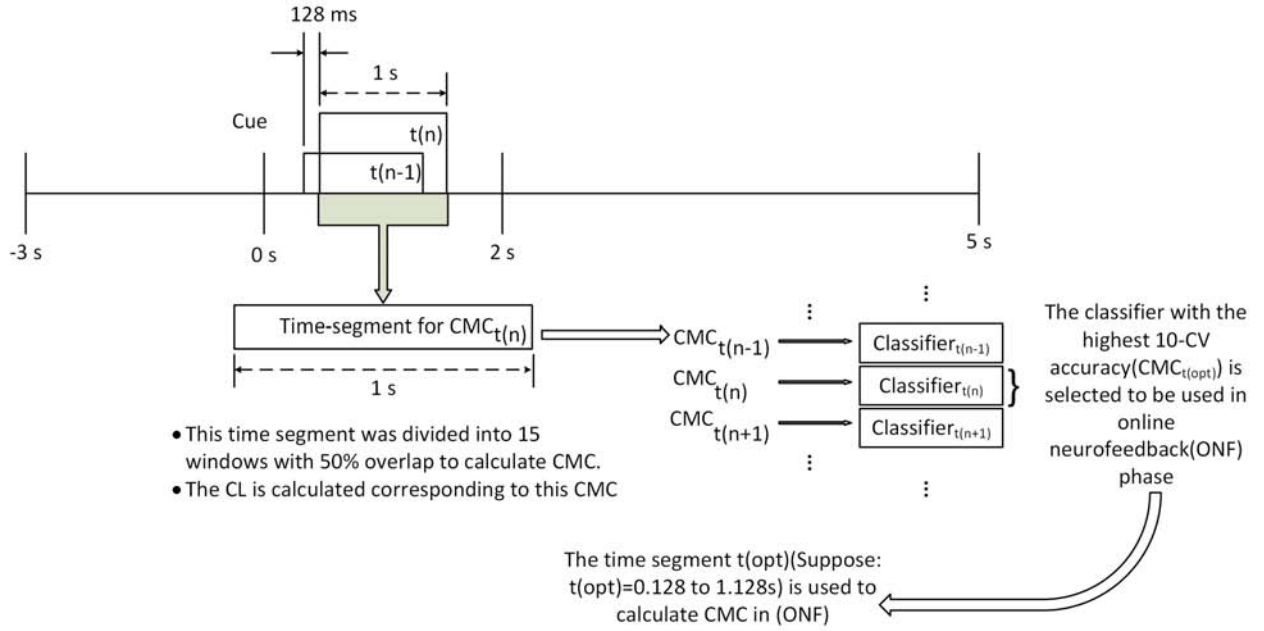 128 ms
1 s
Cue
t(n)
t(n-1)
-3 s
0 s
2 s
5 s
Time-segment for CMCt(n)
1 s
• This time segment was divided into 15
windows with 50% overlap to calculate CMC.
• The CL is calculated corresponding to this CMC
⋮
CMCt(n-1)
CMCt(n)
CMCt(n+1)
⋮
⋮
Classifiert(n-1)
Classifiert(n)
}
Classifiert(n+1)
⋮
The classifier with the
highest 10-CV
accuracy(CMCt(opt)) is
selected to be used in
online
neurofeedback(ONF)
phase
The time segment t(opt)(Suppose:
t(opt)=0.128 to 1.128s) is used to
calculate CMC in (ONF)